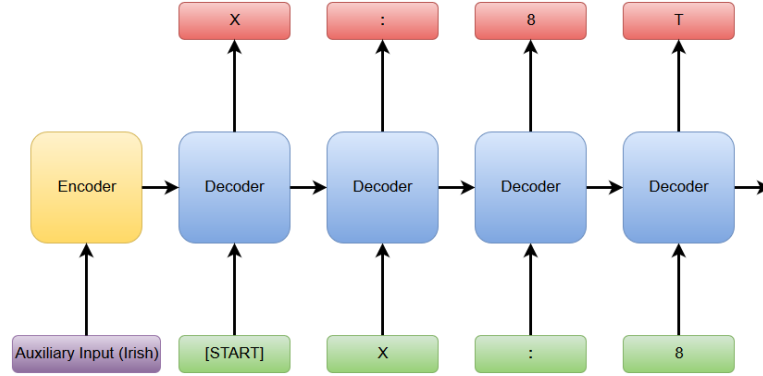 X
:
8
T
Encoder
Decoder
Decoder
Decoder
Decoder
Auxiliary Input (Irish)
[START]
X
:
8